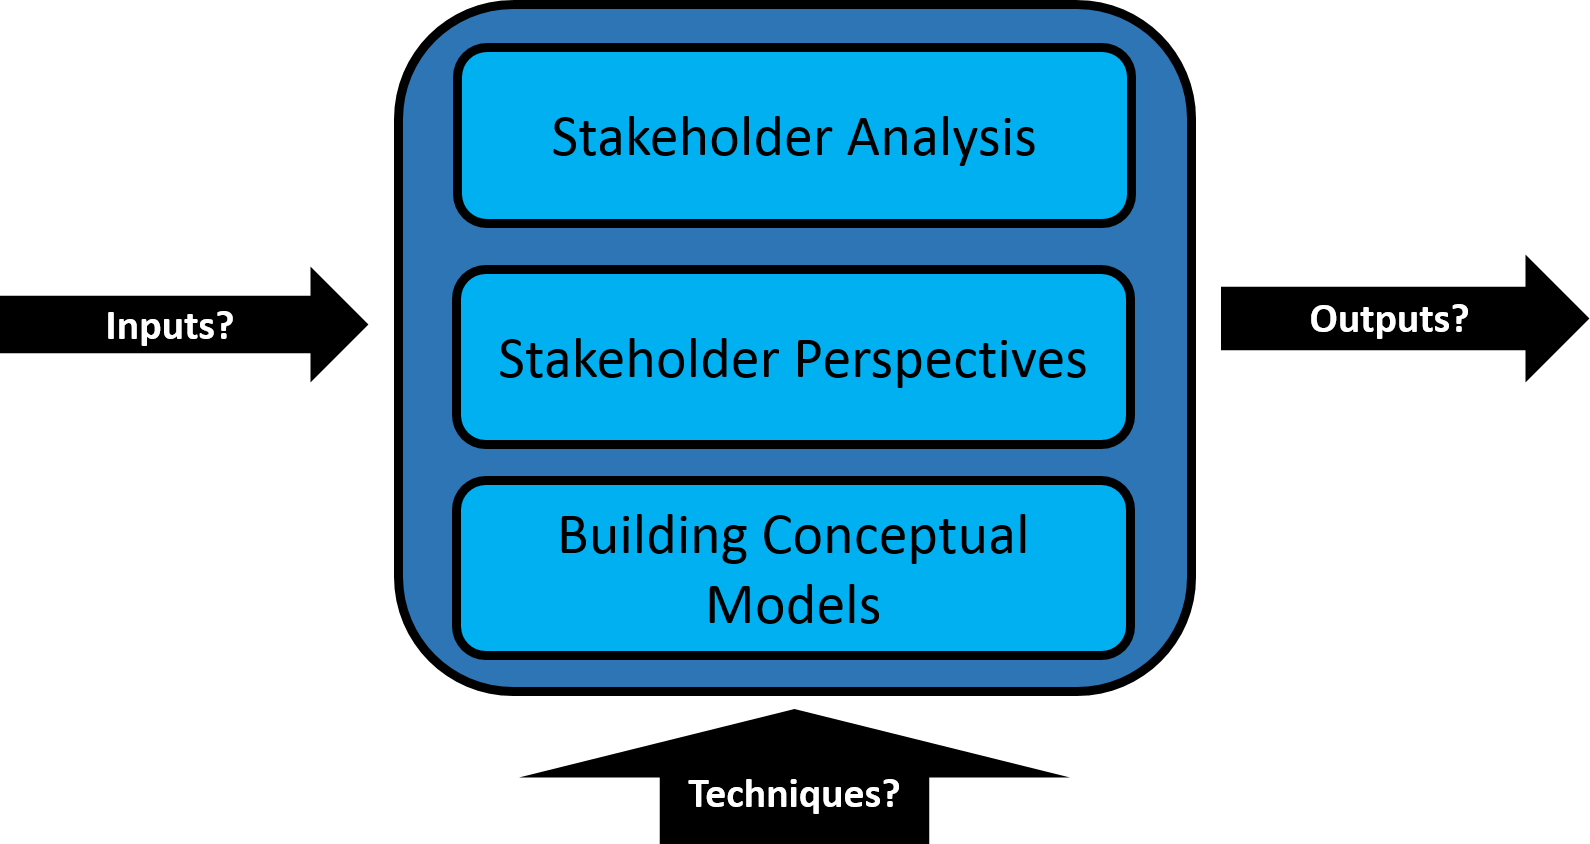 Stakeholder Analysis
Inputs?
Stakeholder Perspectives
Outputs?
Building Conceptual
Models
Techniques?